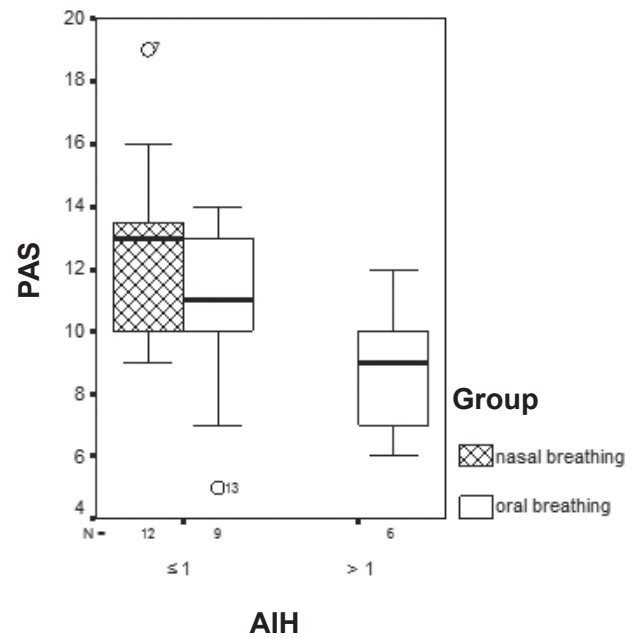 20
18
16
14
12
10
8
6
4
PAS
7
13
N = 12 9 6
≤ 1 > 1
AIH
Group
nasal breathing
oral breathing